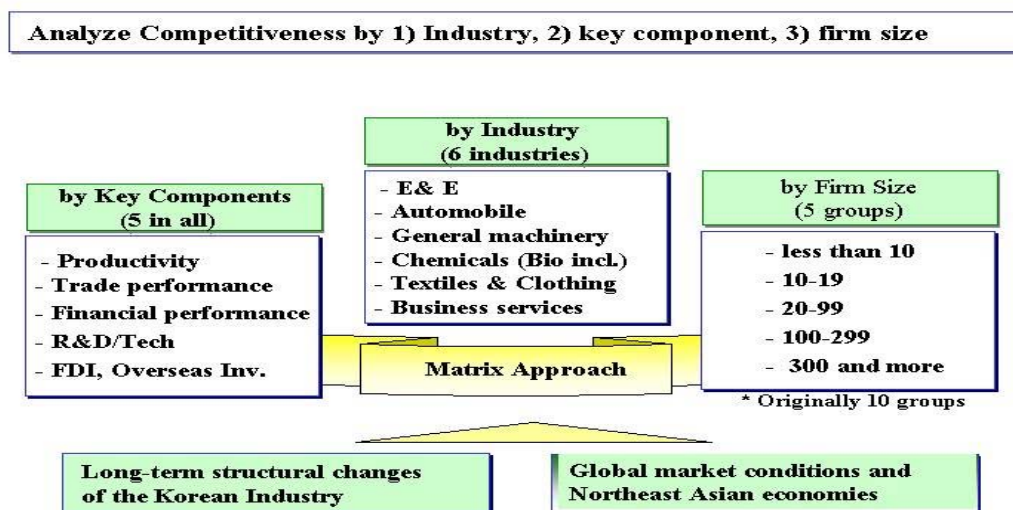 Analyze Competitiveness by 1) Industry, 2) key component, 3) firm size
by Industry
(6 industries)
- E& E
- Automobile
- General machinery
- Chemicals (Bio incl.)
- Textiles & Clothing
- Business services
by Key Components
(5 in all)
- Productivity
- Trade performance
- Financial performance
- R&D/Tech
- FDI, Overseas Inv.
by Firm Size
(5 groups)
- less than 10
- 10-19
- 20-99
- 100-299
- 300 and more
* Originally 10 groups
Matrix Approach
Long-term structural changes
of the Korean Industry
Global market conditions and
Northeast Asian economies